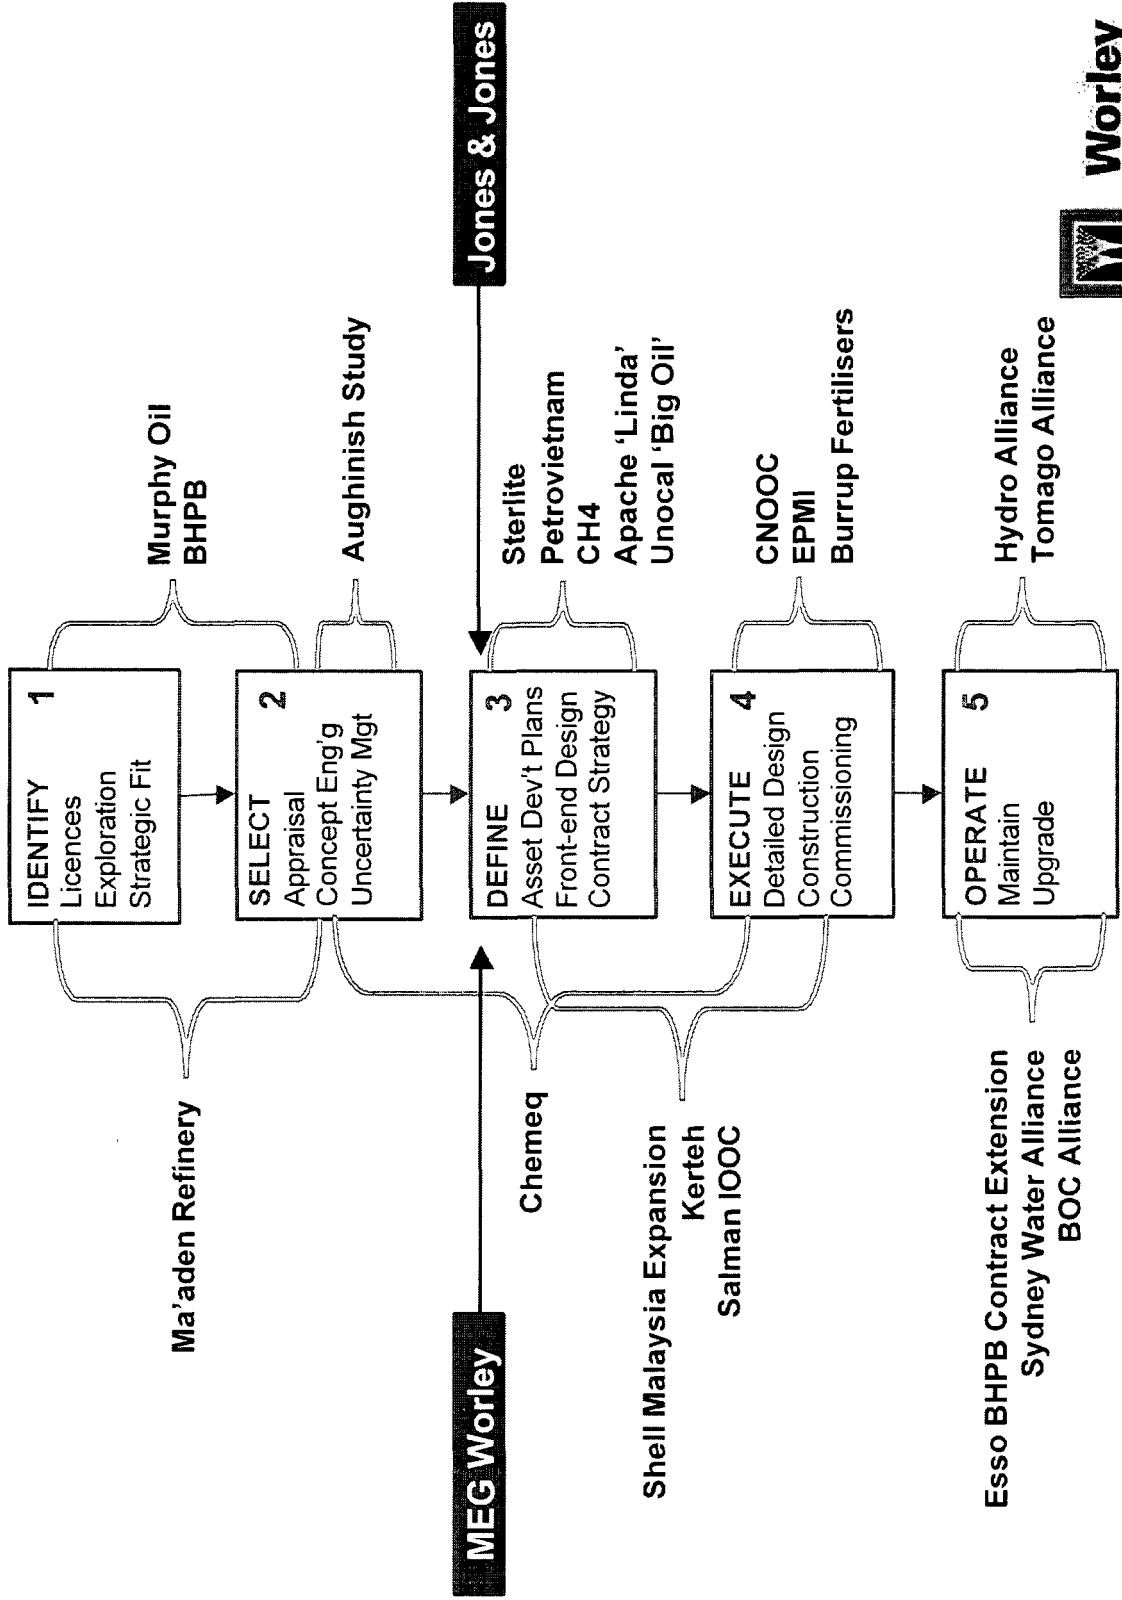 IDENTIFY 1
Licences
Exploration
Strategic Fit
SELECT 2
Appraisal
Concept Eng'g
Uncertainty Mgt
DEFINE 3
Asset Dev't Plans
Front-end Design
Contract Strategy
EXECUTE 4
Detailed Design
Construction
Commissioning
OPERATE 5
Maintain
Upgrade
Murphy Oil
BHPB
Aughinish Study
Jones & Jones
Sterlite
Petrovietnam
CH4
Apache ‘Linda’
Unocal ‘Big Oil’
CNOOC
EPMI
Burrup Fertilisers
Hydro Alliance
Tomago Alliance
Ma'aden Refinery
MEG Worley
Chemeq
Shell Malaysia Expansion
Kerteh
Salman IOOC
Esso BHPB Contract Extension
Sydney Water Alliance
BOC Alliance
Worley